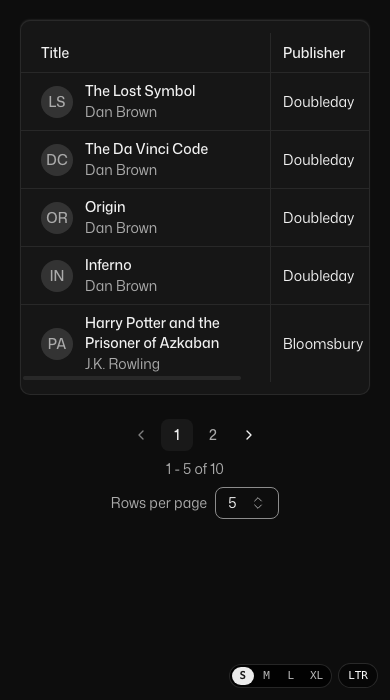 Title Publisher
LS The Lost Symbol
Dan Brown
Doubleday
DC The Da Vinci Code
Dan Brown
Doubleday
OR Origin
Dan Brown
Doubleday
IN Inferno
Dan Brown
Doubleday
PA Harry Potter and the
Prisoner of Azkaban
J.K. Rowling
Bloomsbury
1 2
1 - 5 of 10
Rows per page 5
S M L XL LTR